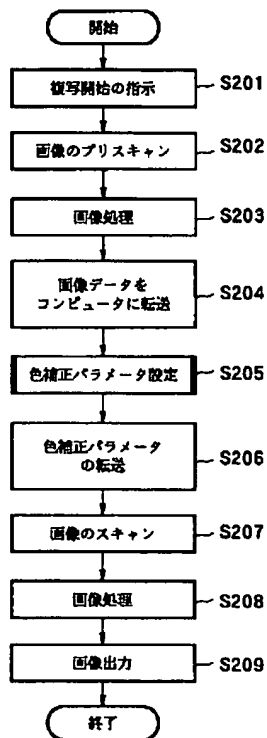 開始
複写開始の指示 S201
画像のプリスキャン S202
画像処理 S203
画像データを
コンピュータに転送 S204
色補正パラメータ設定 S205
色補正パラメータ
の転送 S206
画像のスキャン S207
画像処理 S208
画像出力 S209
終了